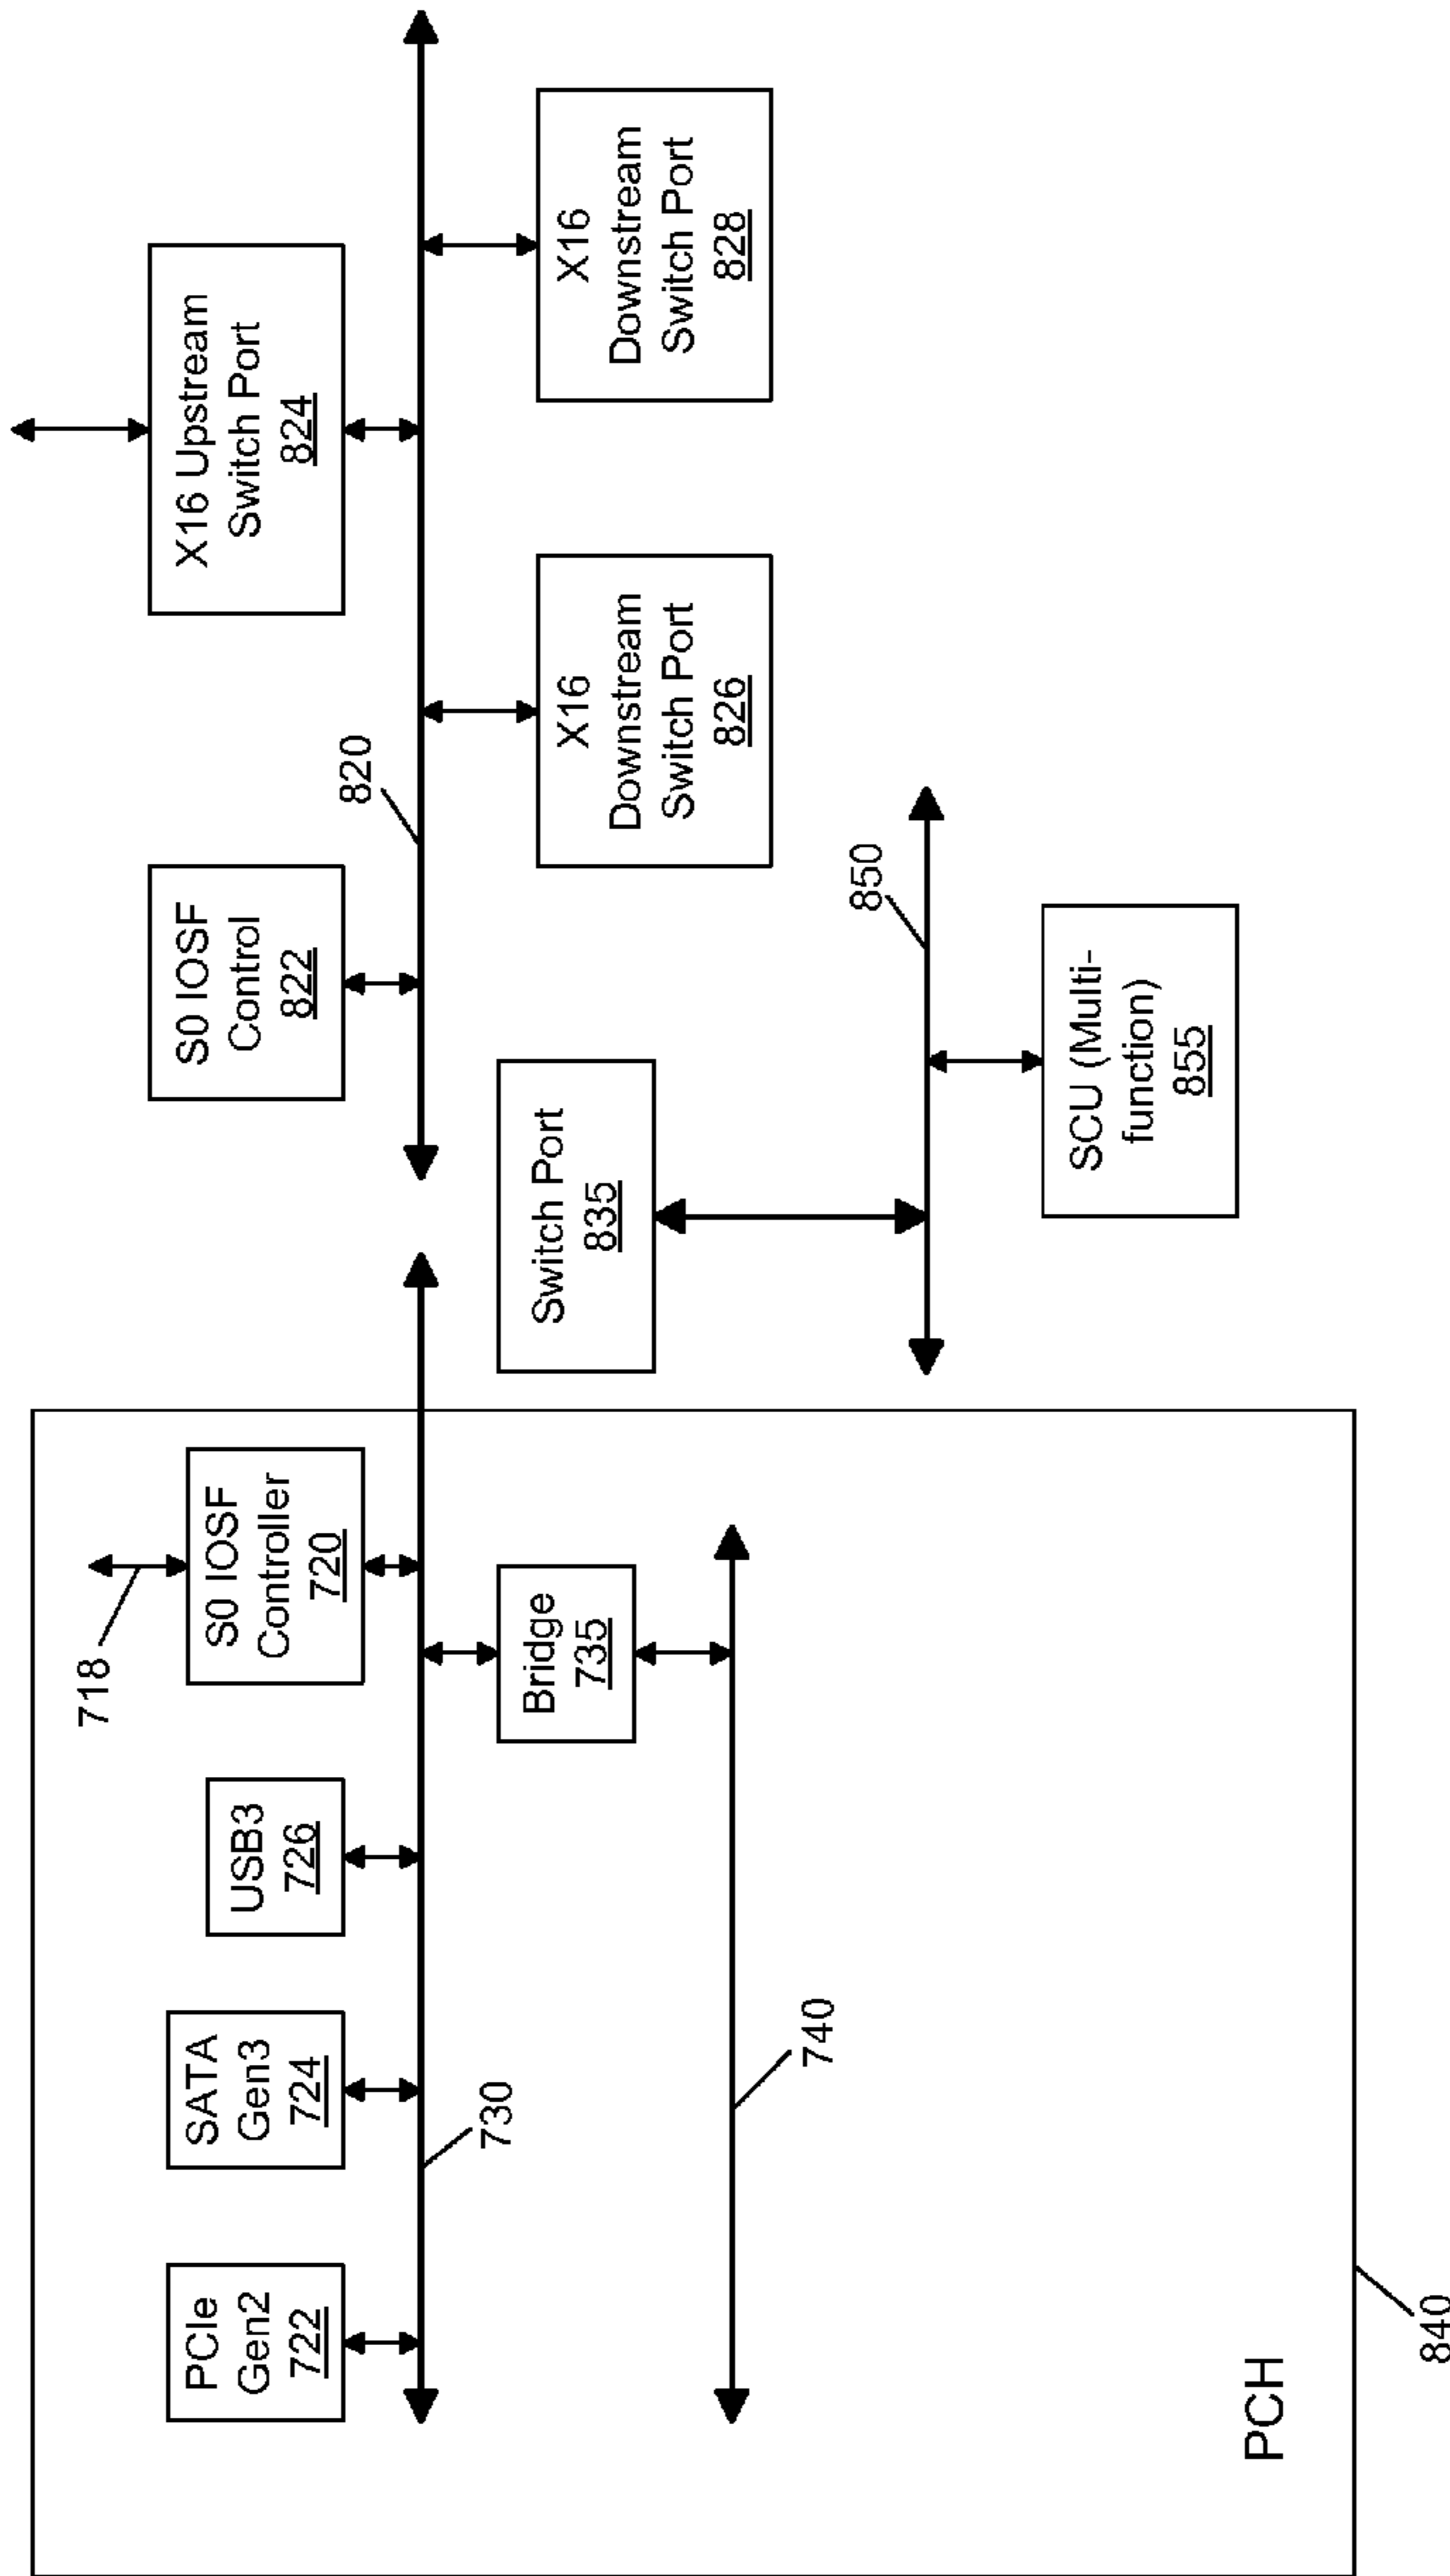 PCIe
Gen2
722
SATA
Gen3
724
USB3
726
718
S0 IOSF
Controller
720
730
Bridge
735
740
PCH
840
S0 IOSF
Control
822
820
X16 Upstream
Switch Port
824
X16
Downstream
Switch Port
826
X16
Downstream
Switch Port
828
Switch Port
835
850
SCU (Multi-
function)
855